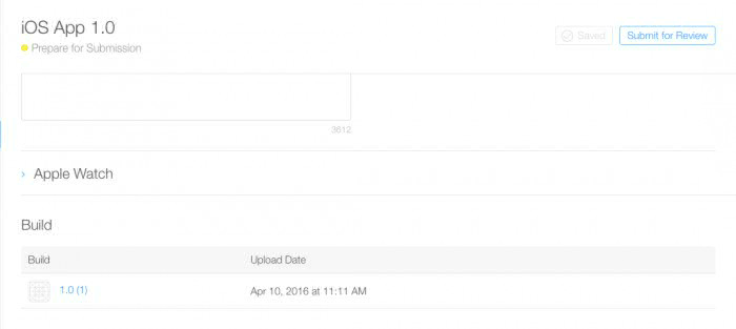 iOS App 1.0
Prepare for Submission
Saved
Submit for Review
3612
Apple Watch
Build
Build Upload Date
1.0 (1) Apr 10, 2016 at 11:11 AM